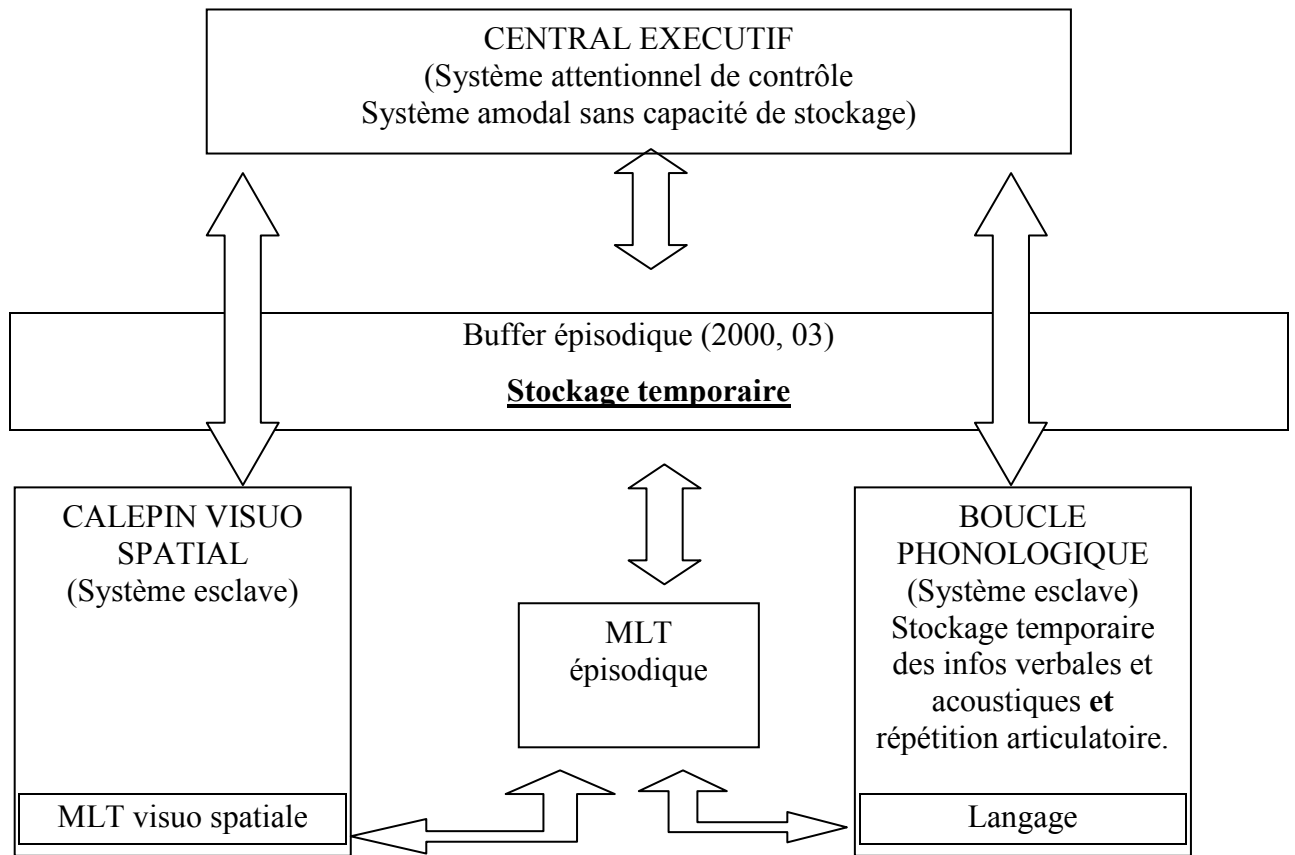 CENTRAL EXECUTIF
(Système attentionnel de contrôle
Système amodal sans capacité de stockage)
Buffer épisodique (2000, 03)
Stockage temporaire
CALEPIN VISUO
SPATIAL
(Système esclave)
MLT visuo spatiale
MLT
épisodique
BOUCLE
PHONOLOGIQUE
(Système esclave)
Stockage temporaire
des infos verbales et
acoustiques et
répétition articulatoire.
Langage